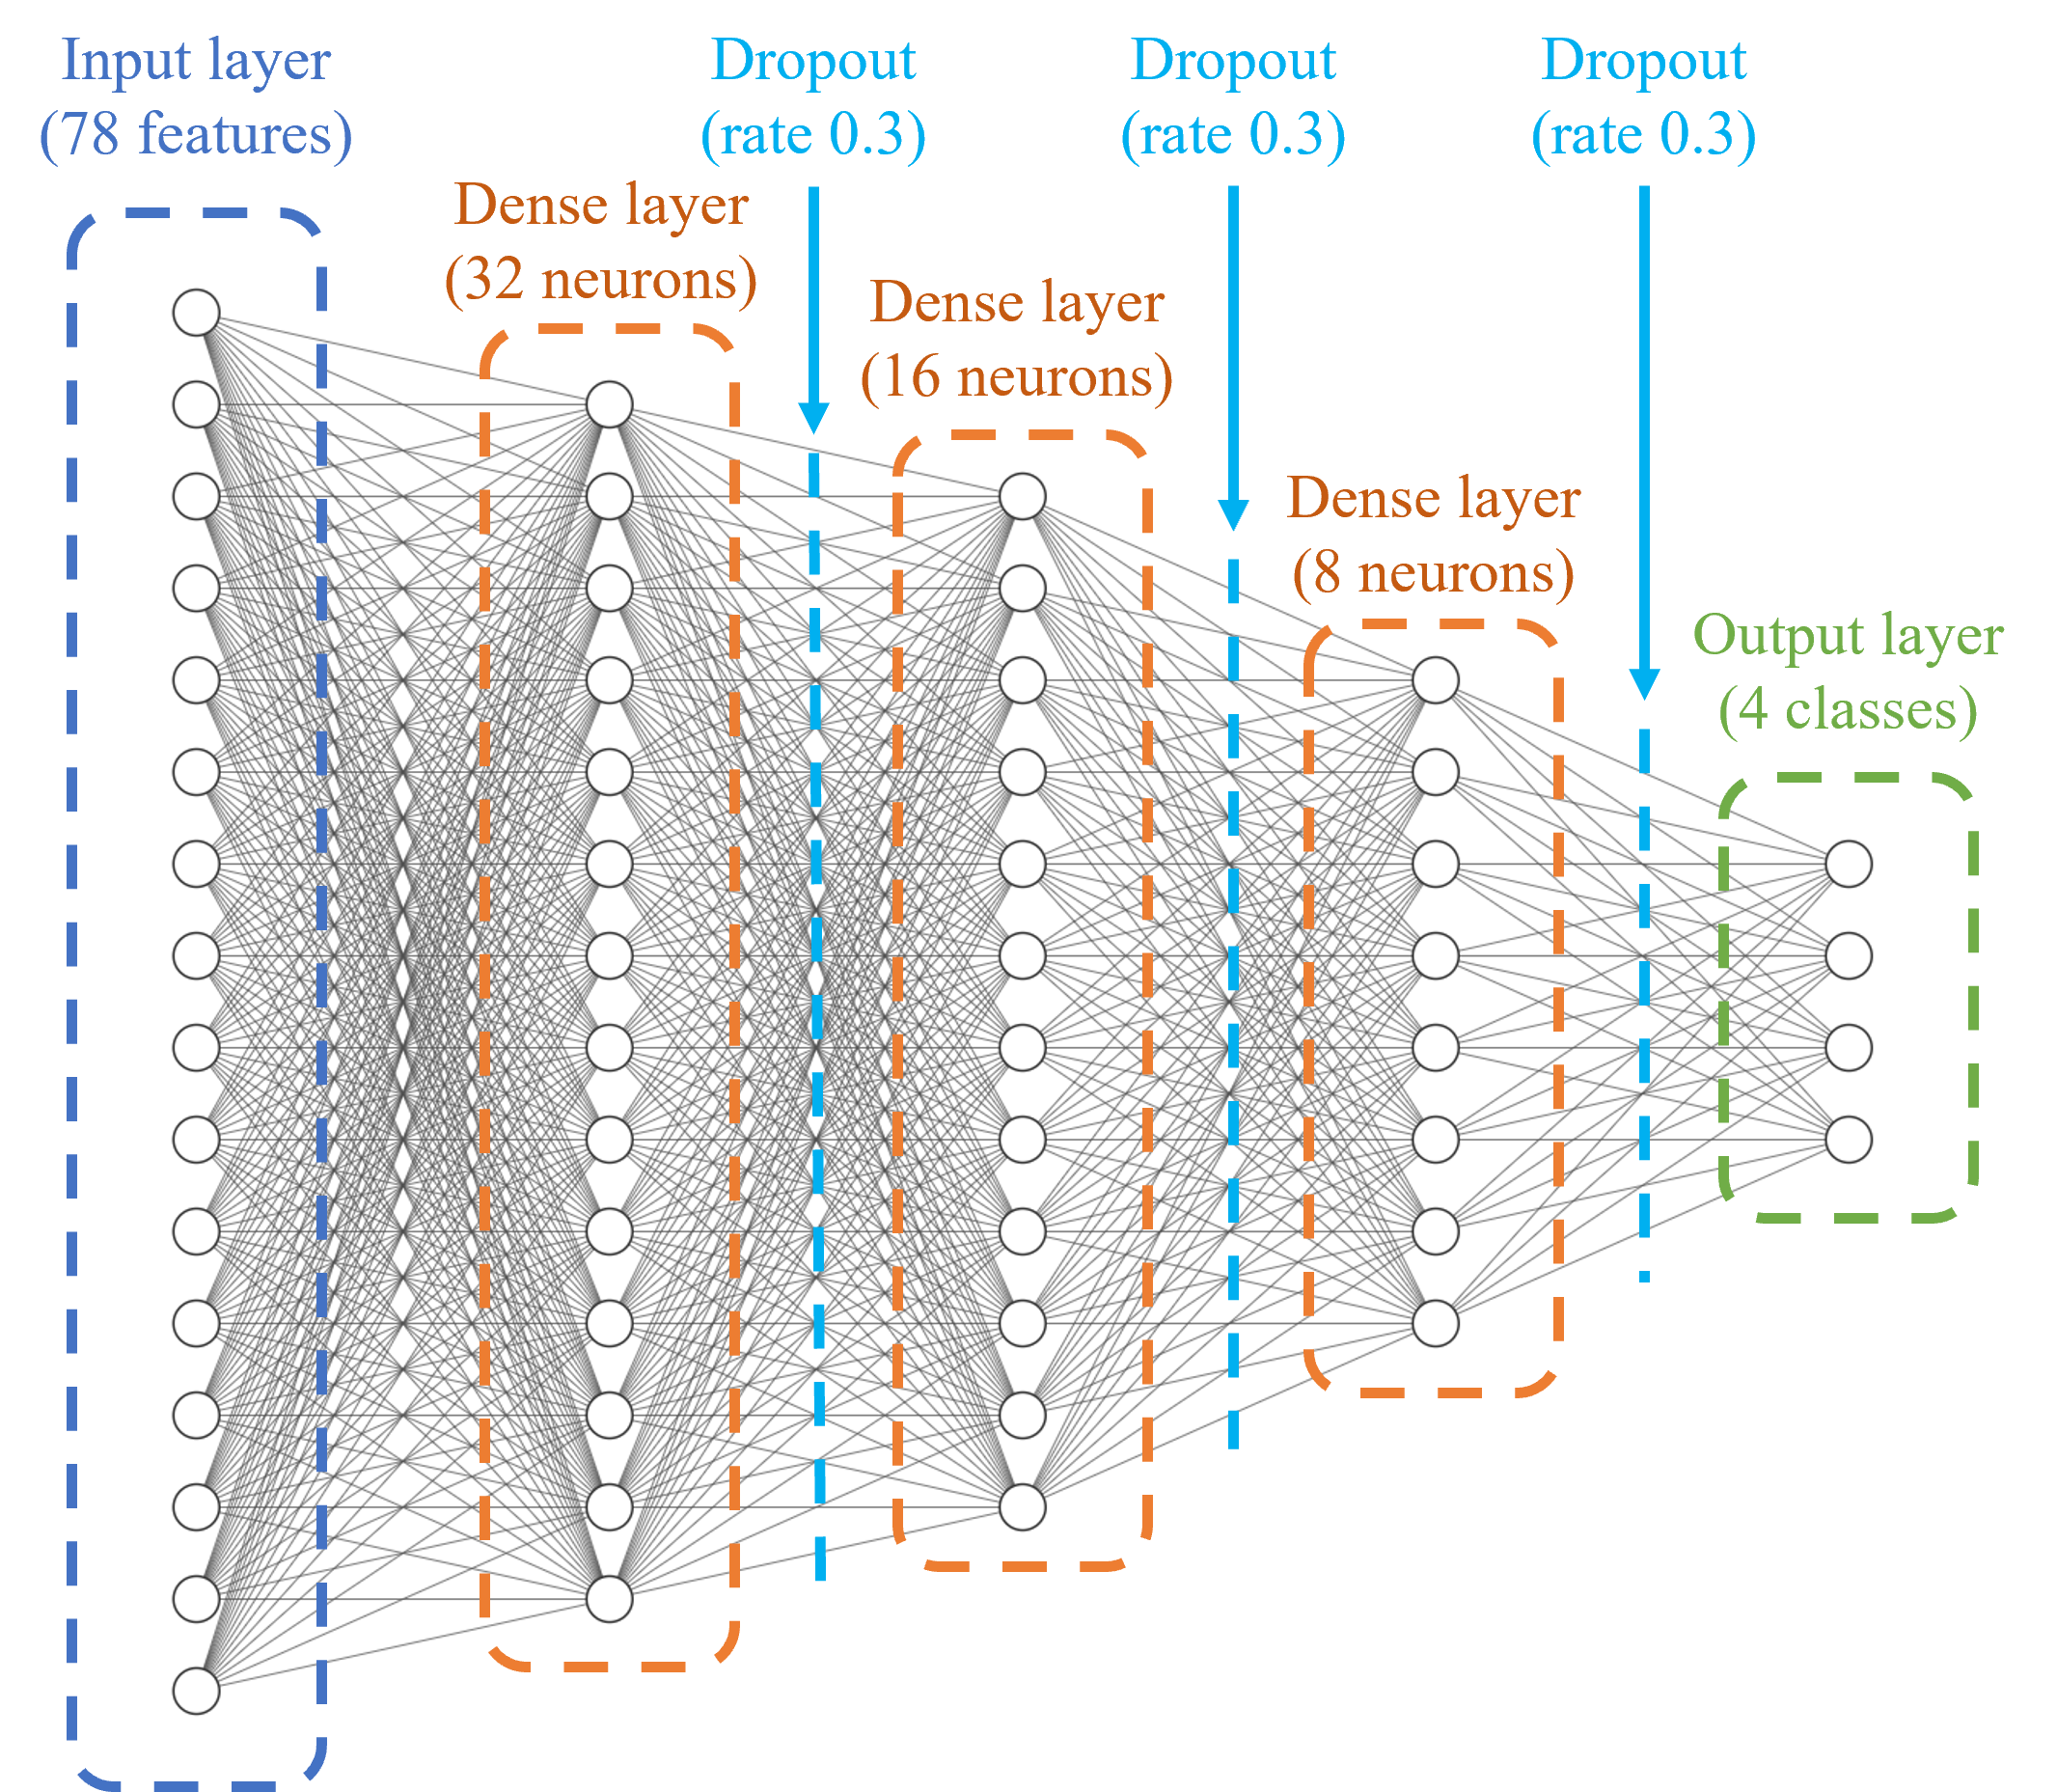 Input layer
(78 features)
Dense layer
(32 neurons)
Dropout
(rate 0.3)
Dense layer
(16 neurons)
Dropout
(rate 0.3)
Dense layer
(8 neurons)
Dropout
(rate 0.3)
Output layer
(4 classes)